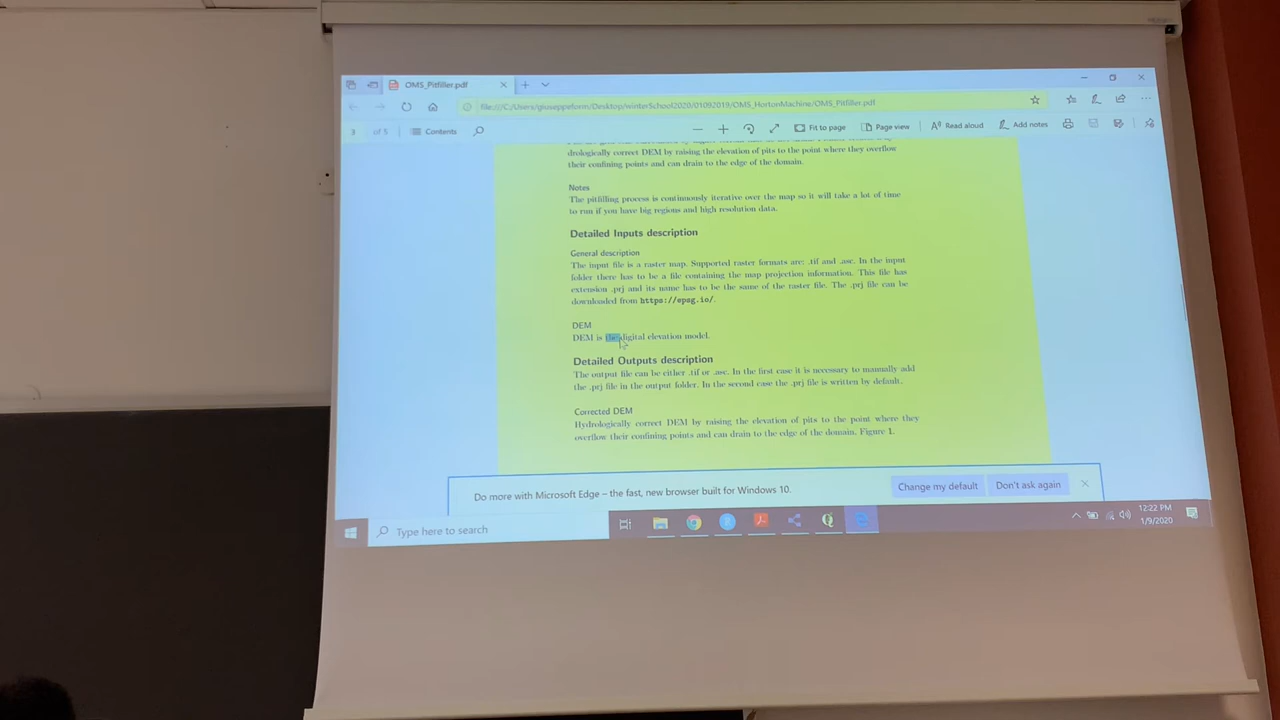 OMS_Pitfiller.pdf
file:///C:/Users/giuseppeform/Desktop/winterSchool2020/01092019/OMS_HortonMachine/OMS_Pitfiller.pdf
3 of 5 Contents Fit to page Page view Read aloud Add notes
drologically correct DEM by raising the elevation of pits to the point where they overflow
their confining points and can drain to the edge of the domain.
Notes
The pitfilling process is continuously iterative over the map so it will take a lot of time
to run if you have big regions and high resolution data.
Detailed Inputs description
General description
The input file is a raster map. Supported raster formats are: .tif and .asc. In the input
folder there has to be a file containing the map projection information. This file has
extension .prj and its name has to be the same of the raster file. The .prj file can be
downloaded from https://epsg.io/.
DEM
DEM is the digital elevation model.
Detailed Outputs description
The output file can be either .tif or .asc. In the first case it is necessary to manually add
the .prj file in the output folder. In the second case the .prj file is written by default.
Corrected DEM
Hydrologically correct DEM by raising the elevation of pits to the point where they
overflow their confining points and can drain to the edge of the domain, Figure 1.
Do more with Microsoft Edge – the fast, new browser built for Windows 10.
Change my default
Don't ask again
Type here to search
12:22 PM
1/9/2020